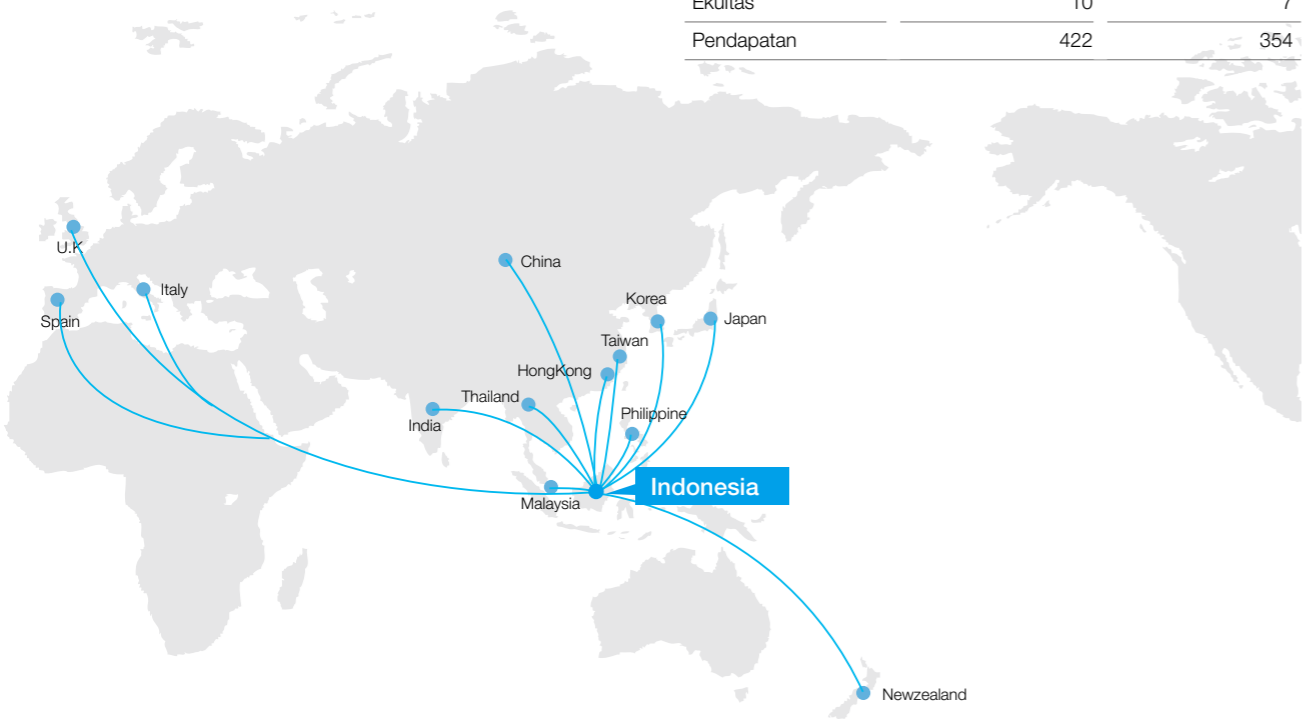 Ekuitas 10 7
Pendapatan 422 354
U.K
China
Italy
Korea
Spain
Japan
Taiwan
HongKong
Thailand
Philippine
India
Indonesia
Malaysia
Newzealand